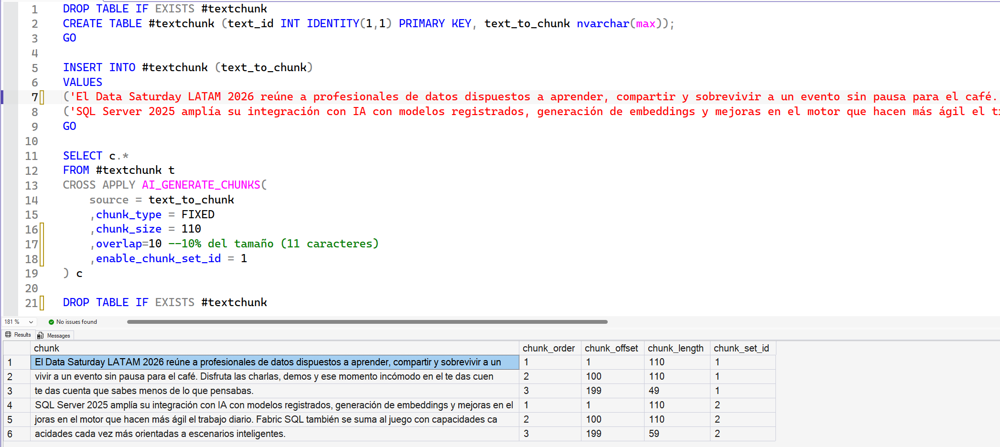 1 DROP TABLE IF EXISTS #textchunk
2 CREATE TABLE #textchunk (text_id INT IDENTITY(1,1) PRIMARY KEY, text_to_chunk nvarchar(max));
3 GO
4
5 INSERT INTO #textchunk (text_to_chunk)
6 VALUES
7 ('El Data Saturday LATAM 2026 reúne a profesionales de datos dispuestos a aprender, compartir y sobrevivir a un evento sin pausa para el café.
8 ('SQL Server 2025 amplía su integración con IA con modelos registrados, generación de embeddings y mejoras en el motor que hacen más ágil el t
9 GO
10
11 SELECT c.*
12 FROM #textchunk t
13 CROSS APPLY AI_GENERATE_CHUNKS(
14 source = text_to_chunk
15 ,chunk_type = FIXED
16 ,chunk_size = 110
17 ,overlap=10 --10% del tamaño (11 caracteres)
18 ,enable_chunk_set_id = 1
19 ) c
20
21 DROP TABLE IF EXISTS #textchunk
181 % No issues found
Results Messages
chunk chunk_order chunk_offset chunk_length chunk_set_id
1 El Data Saturday LATAM 2026 reúne a profesionales de datos dispuestos a aprender, compartir y sobrevivir a un 1 1 110 1
2 vivir a un evento sin pausa para el café. Disfruta las charlas, demos y ese momento incómodo en el te das cuen 2 100 110 1
3 te das cuenta que sabes menos de lo que pensabas. 3 199 49 1
4 SQL Server 2025 amplía su integración con IA con modelos registrados, generación de embeddings y mejoras en el 1 1 110 2
5 joras en el motor que hacen más ágil el trabajo diario. Fabric SQL también se suma al juego con capacidades ca 2 100 110 2
6 acidades cada vez más orientadas a escenarios inteligentes. 3 199 59 2